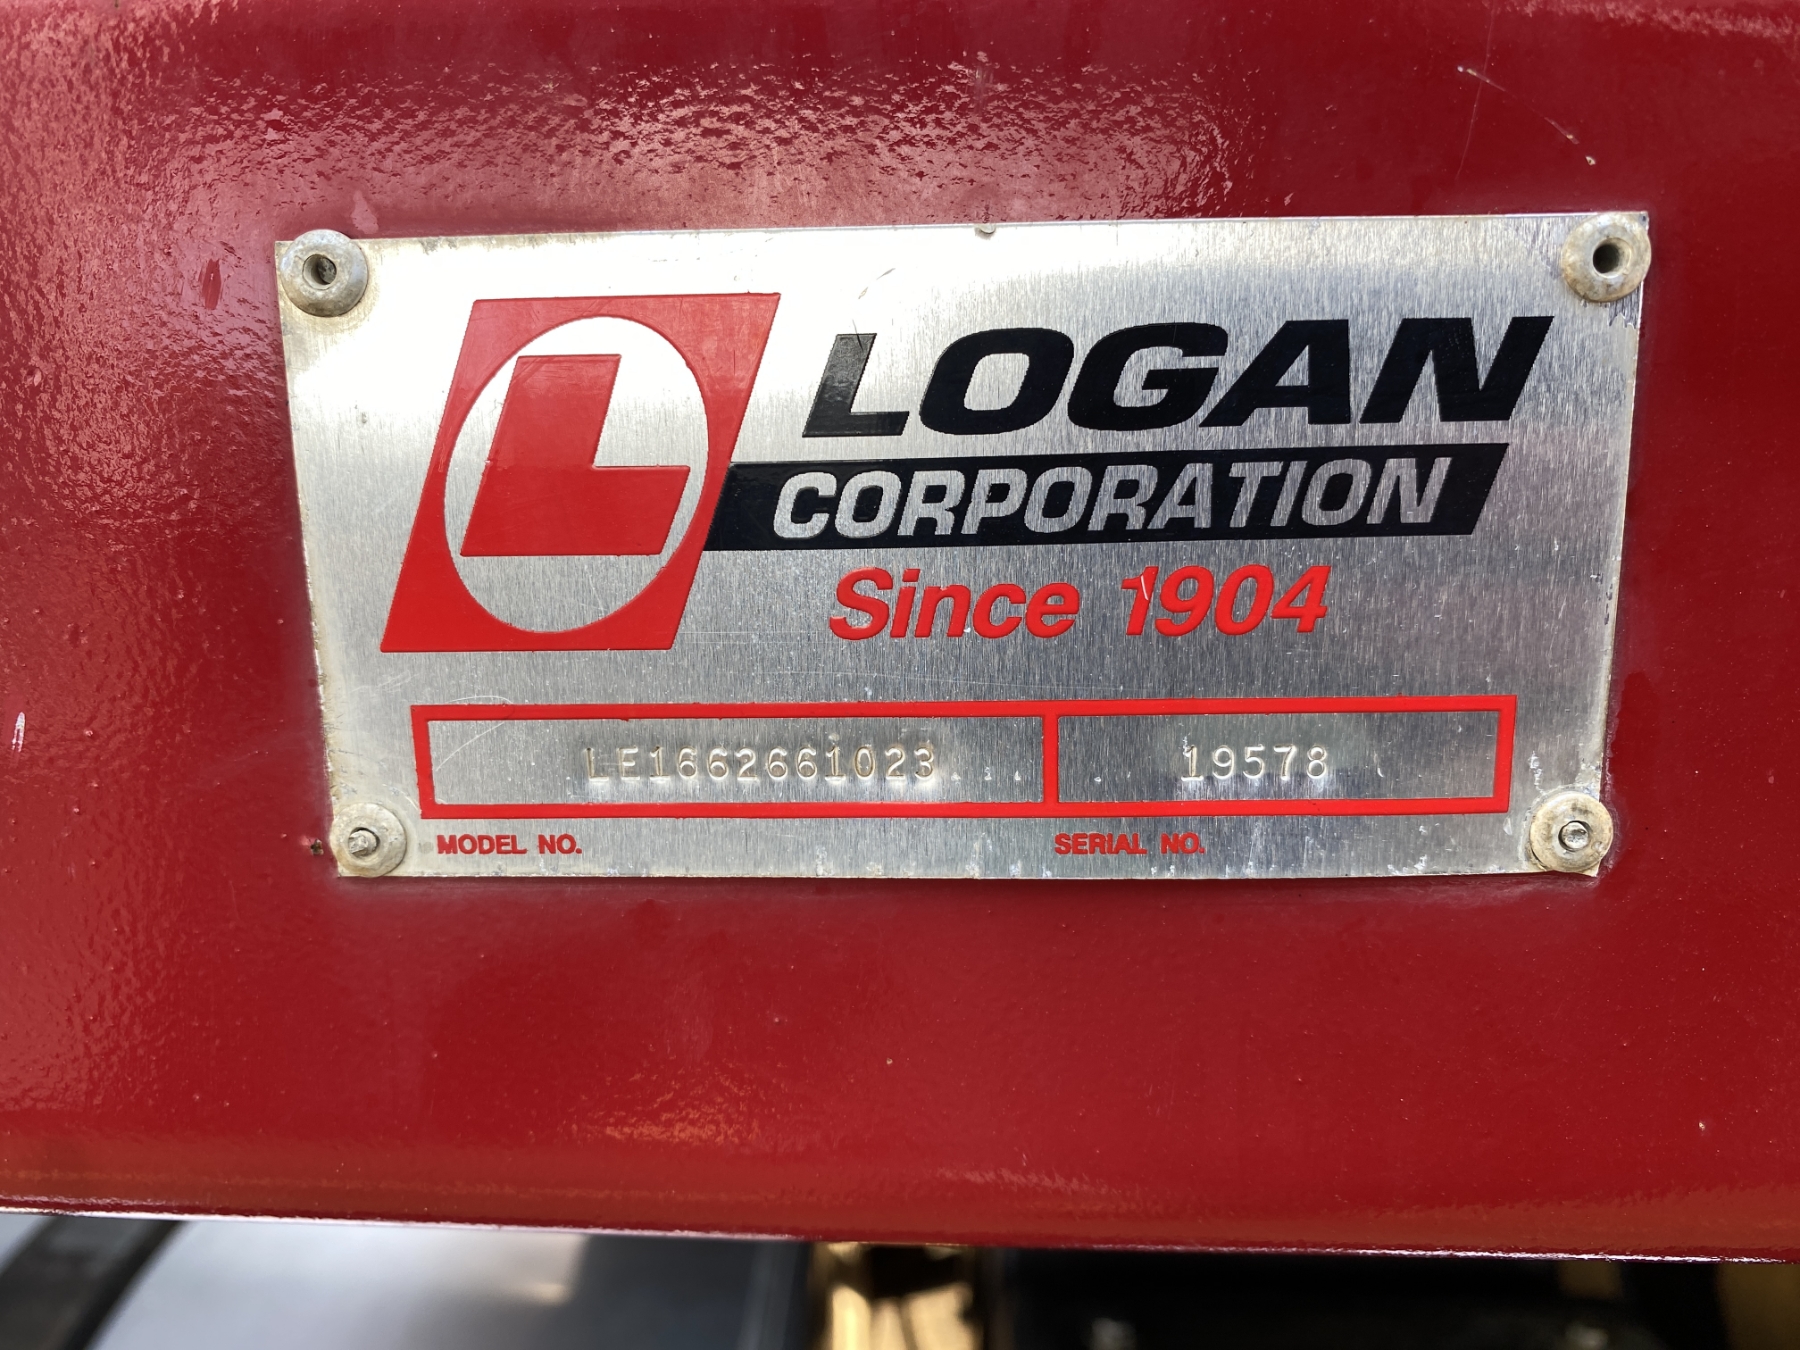 L
LOGAN
CORPORATION
Since 1904
LE1662661023
19578
MODEL NO.
SERIAL NO.